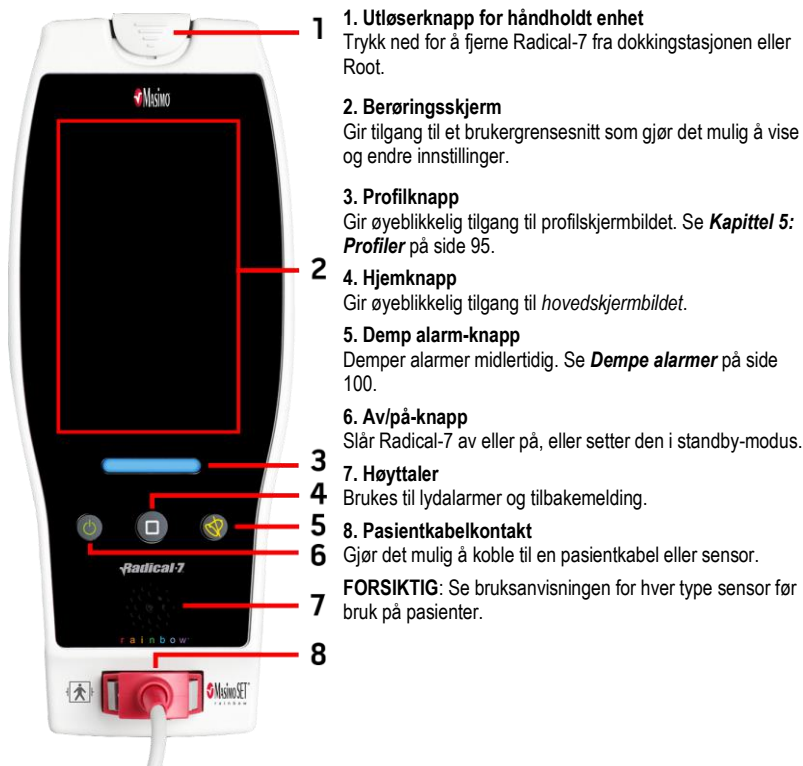 1
2
3
4
5
6
7
8
Masimo
Radical-7
rainbow
Masimo SET
rainbow
1. Utløserknapp for håndholdt enhet
Trykk ned for å fjerne Radical-7 fra dokkingstasjonen eller
Root.
2. Berøringsskjerm
Gir tilgang til et brukergrensesnitt som gjør det mulig å vise
og endre innstillinger.
3. Profilknapp
Gir øyeblikkelig tilgang til profilskjermbildet. Se Kapittel 5:
Profiler på side 95.
4. Hjemknapp
Gir øyeblikkelig tilgang til hovedskjermbildet.
5. Demp alarm-knapp
Demper alarmer midlertidig. Se Dempe alarmer på side
100.
6. Av/på-knapp
Slår Radical-7 av eller på, eller setter den i standby-modus.
7. Høyttaler
Brukes til lydalarmer og tilbakemelding.
8. Pasientkabelkontakt
Gjør det mulig å koble til en pasientkabel eller sensor.
FORSIKTIG: Se bruksanvisningen for hver type sensor før
bruk på pasienter.